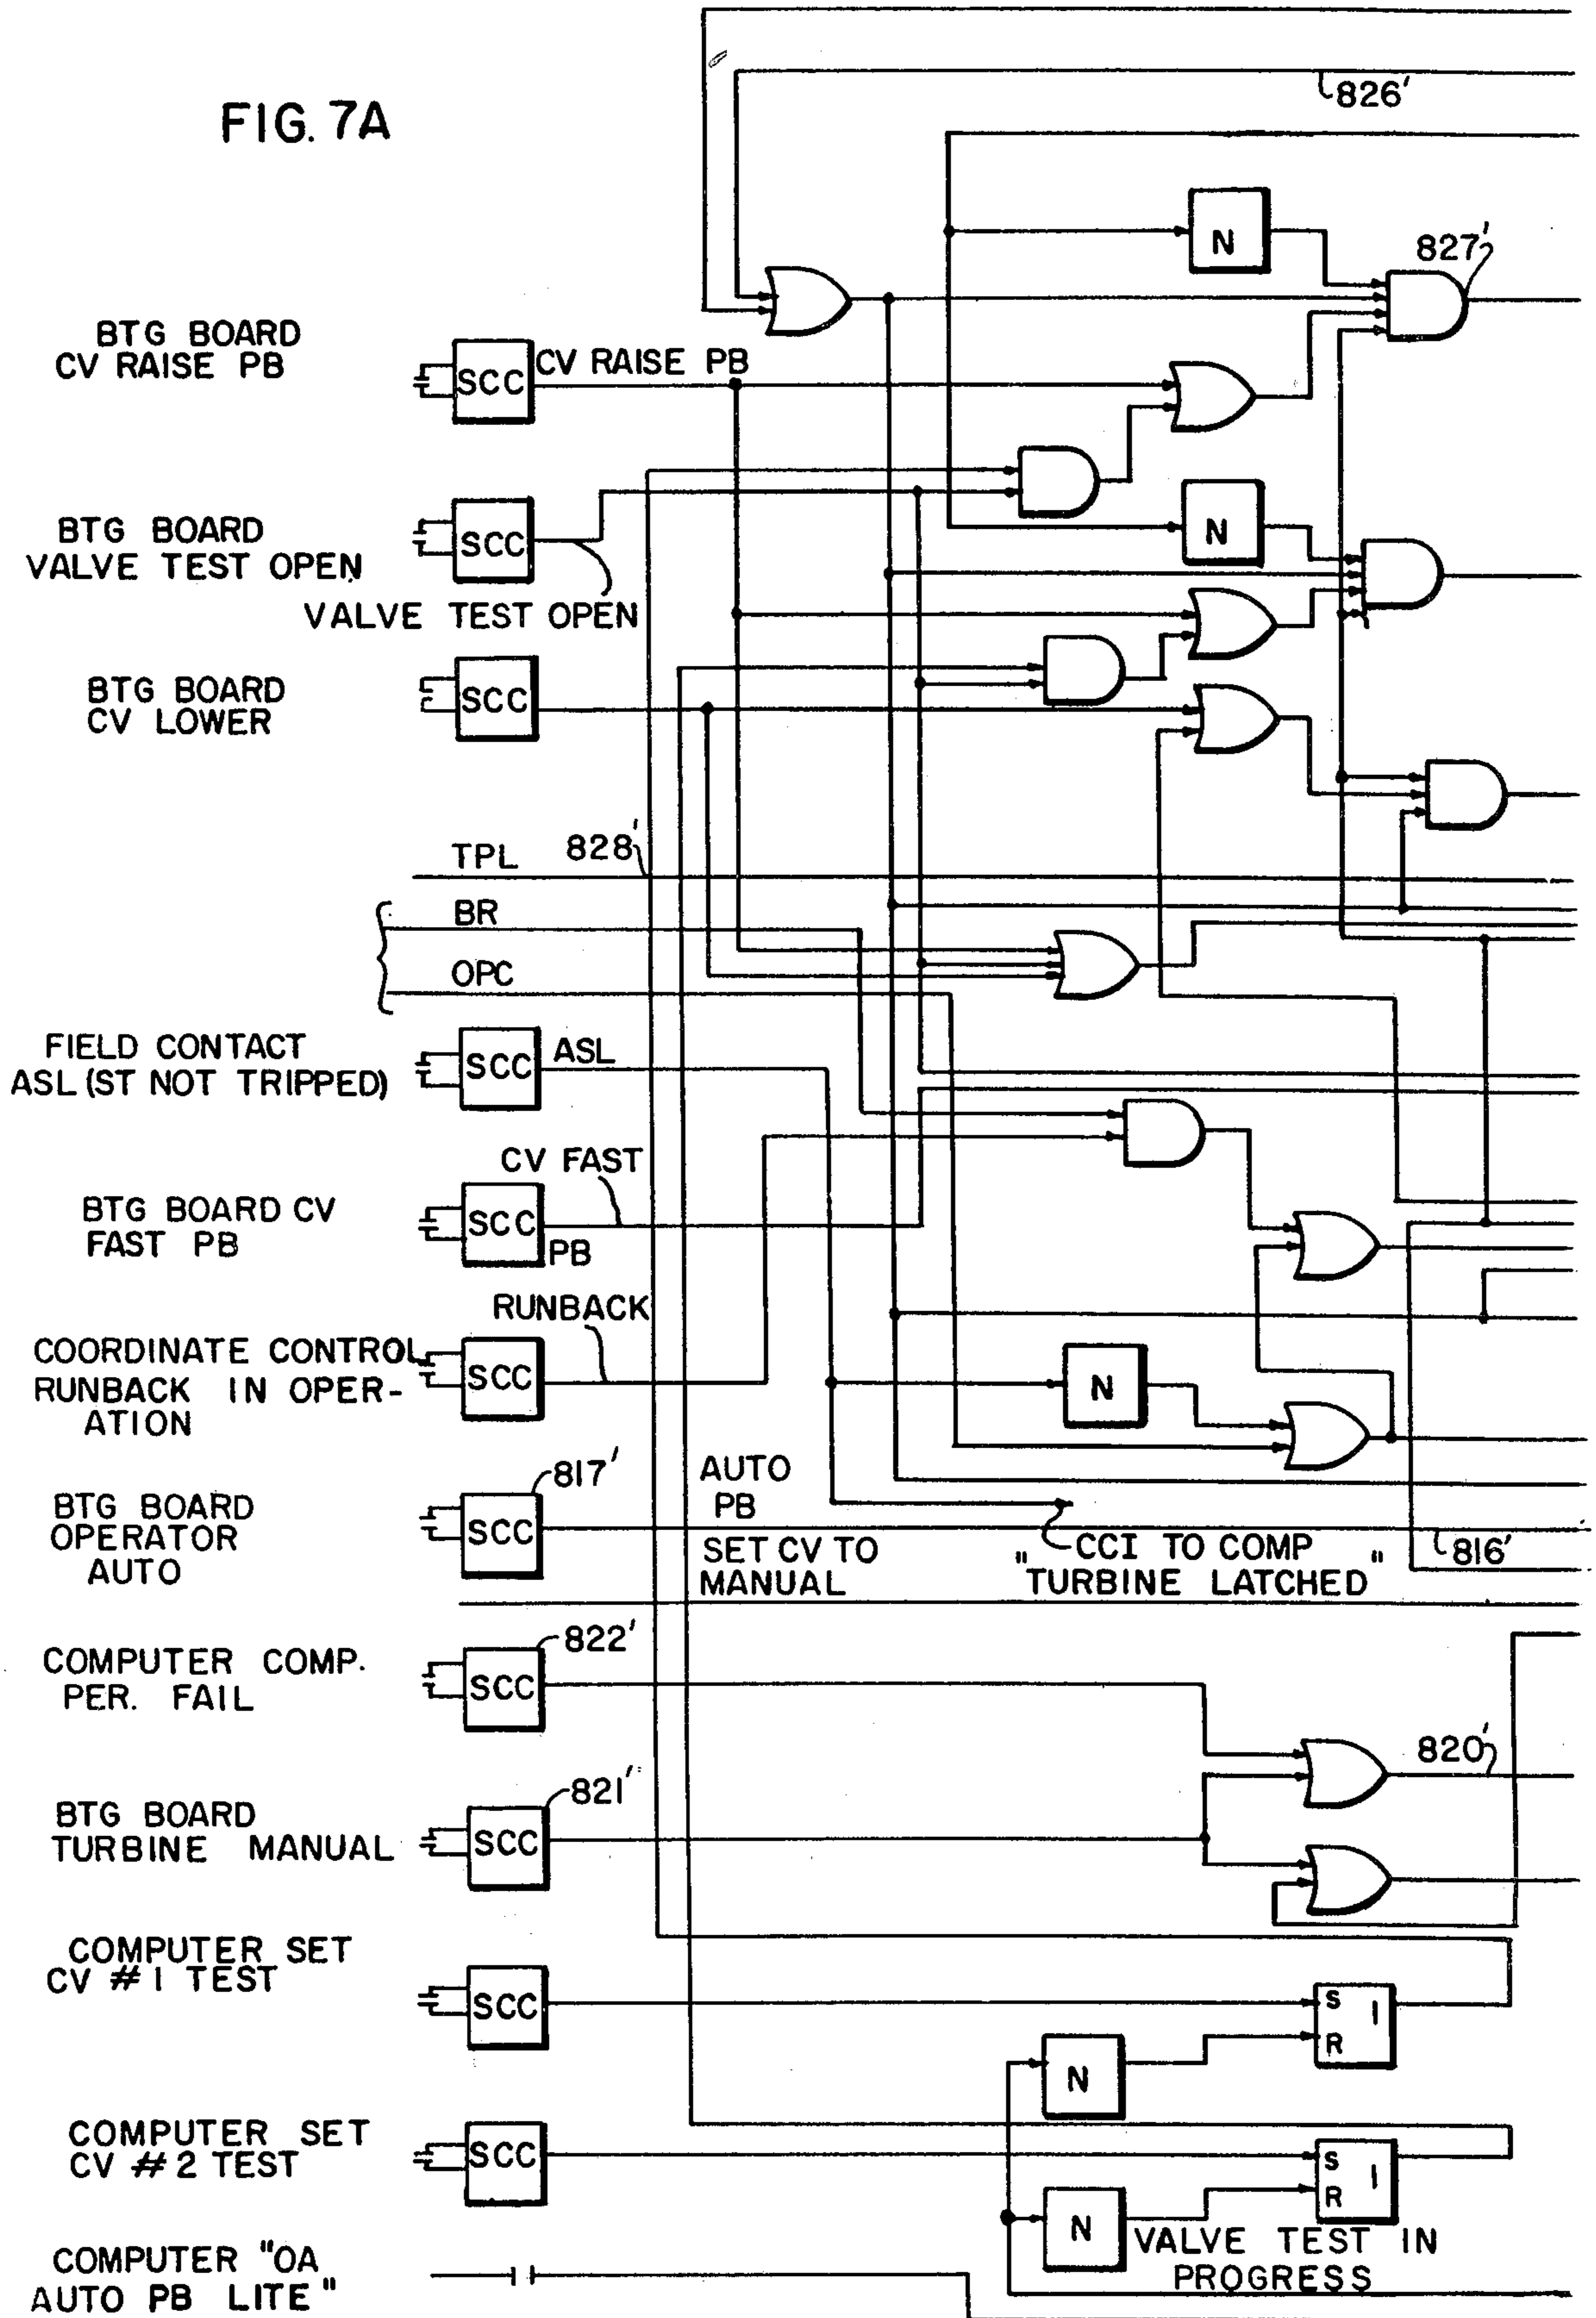 FIG. 7A
826'
N
827'
BTG BOARD
CV RAISE PB
SCC
CV RAISE PB
BTG BOARD
VALVE TEST OPEN
SCC
N
VALVE TEST OPEN
BTG BOARD
CV LOWER
SCC
TPL
828'
BR
OPC
FIELD CONTACT
ASL (ST NOT TRIPPED)
SCC
ASL
CV FAST
BTG BOARD CV
FAST PB
SCC
PB
RUNBACK
COORDINATE CONTROL
RUNBACK IN OPER-
ATION
SCC
N
817'
AUTO
PB
BTG BOARD
OPERATOR
AUTO
SCC
SET CV TO
MANUAL
" CCI TO COMP "
TURBINE LATCHED
816'
822'
COMPUTER COMP.
PER. FAIL
SCC
820'
821'
BTG BOARD
TURBINE MANUAL
SCC
COMPUTER SET
CV #1 TEST
SCC
S
1
R
N
COMPUTER SET
CV #2 TEST
SCC
S
1
R
N
VALVE TEST IN
PROGRESS
COMPUTER "OA
AUTO PB LITE"